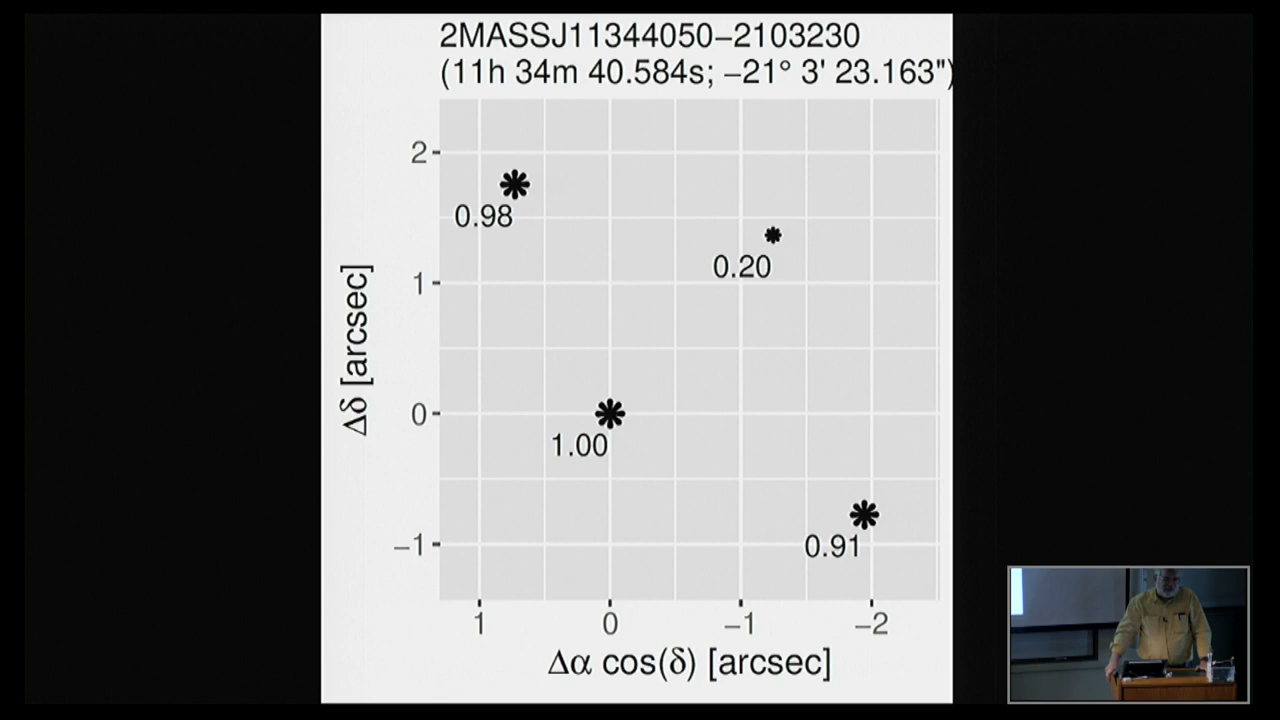 2MASSJ11344050−2103230
(11h 34m 40.584s; −21° 3' 23.163")
2
0.98
0.20
1
Δδ [arcsec]
0
1.00
0.91
−1
1 0 −1 −2
Δα cos(δ) [arcsec]